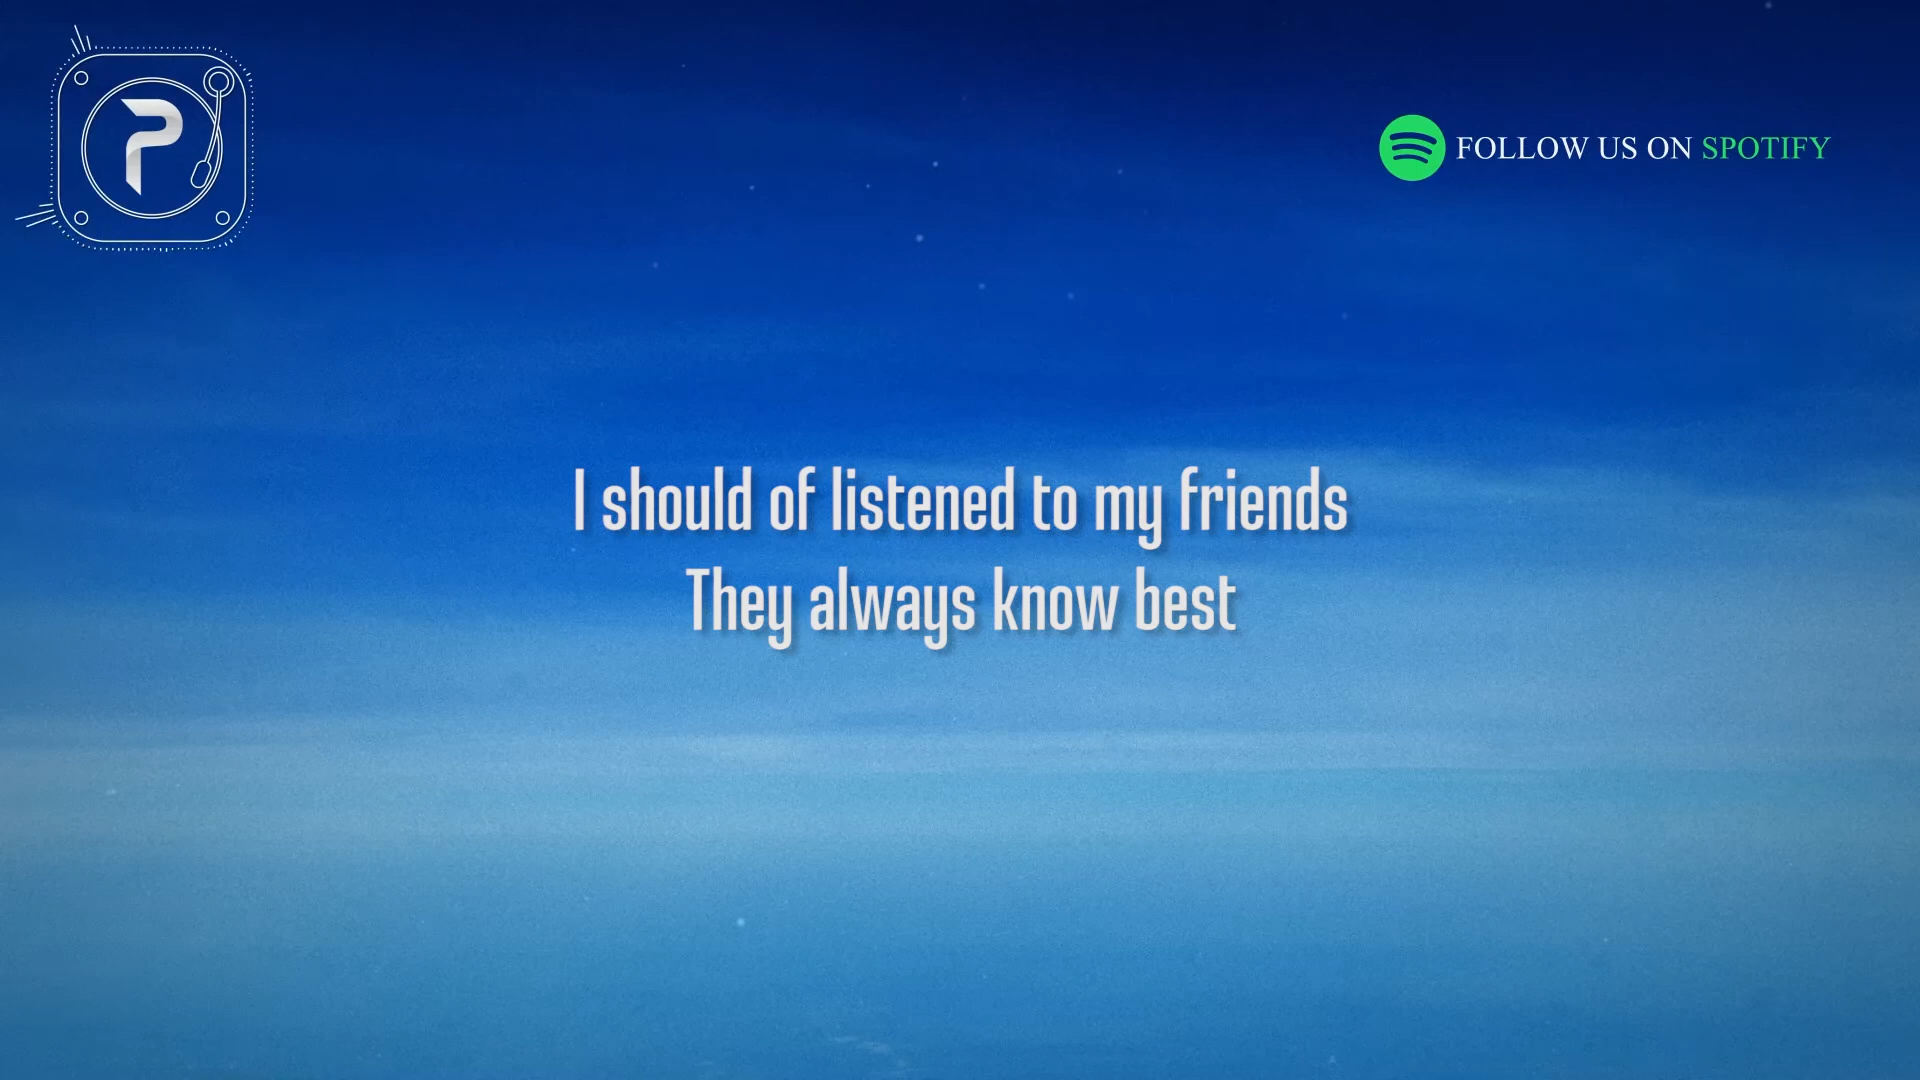 P
FOLLOW US ON SPOTIFY
I should of listened to my friends
They always know best